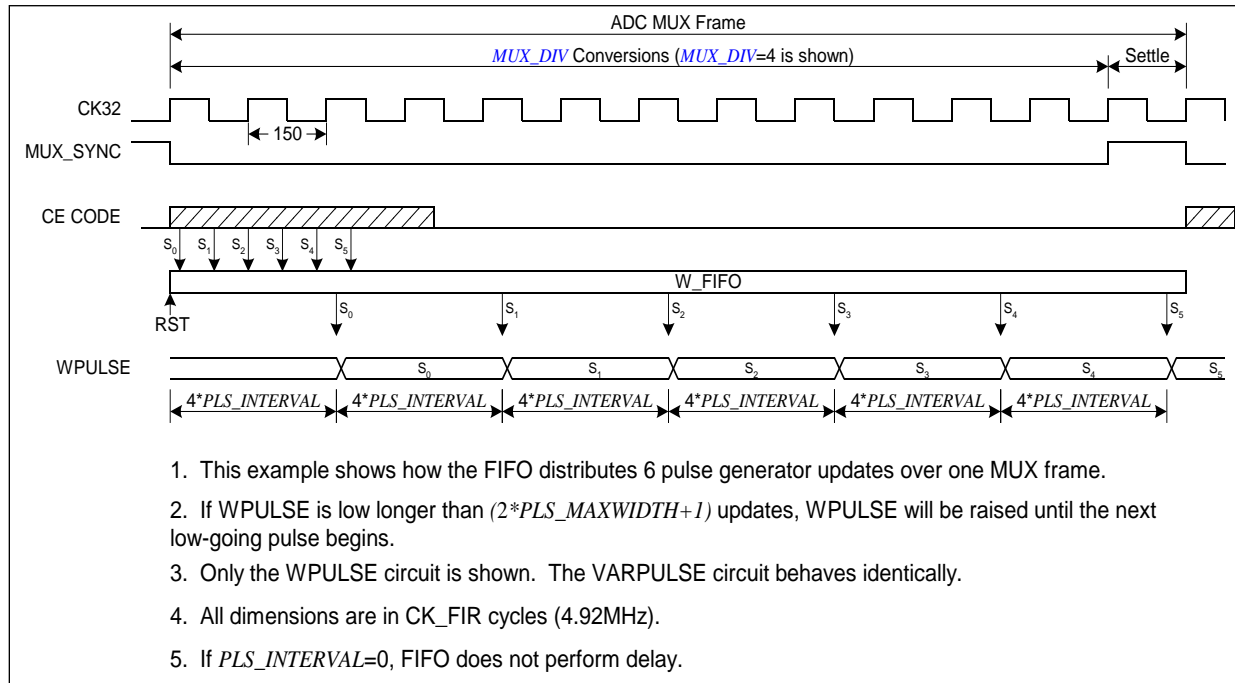 ADC MUX Frame
MUX_DIV Conversions (MUX_DIV=4 is shown)
Settle
CK32
150
MUX_SYNC
CE CODE
S0 S1 S2 S3 S4 S5
W_FIFO
RST
S0 S1 S2 S3 S4 S5
WPULSE
S0 S1 S2 S3 S4 S5
4*PLS_INTERVAL 4*PLS_INTERVAL 4*PLS_INTERVAL 4*PLS_INTERVAL 4*PLS_INTERVAL 4*PLS_INTERVAL
1. This example shows how the FIFO distributes 6 pulse generator updates over one MUX frame.
2. If WPULSE is low longer than (2*PLS_MAXWIDTH+1) updates, WPULSE will be raised until the next
low-going pulse begins.
3. Only the WPULSE circuit is shown. The VARPULSE circuit behaves identically.
4. All dimensions are in CK_FIR cycles (4.92MHz).
5. If PLS_INTERVAL=0, FIFO does not perform delay.